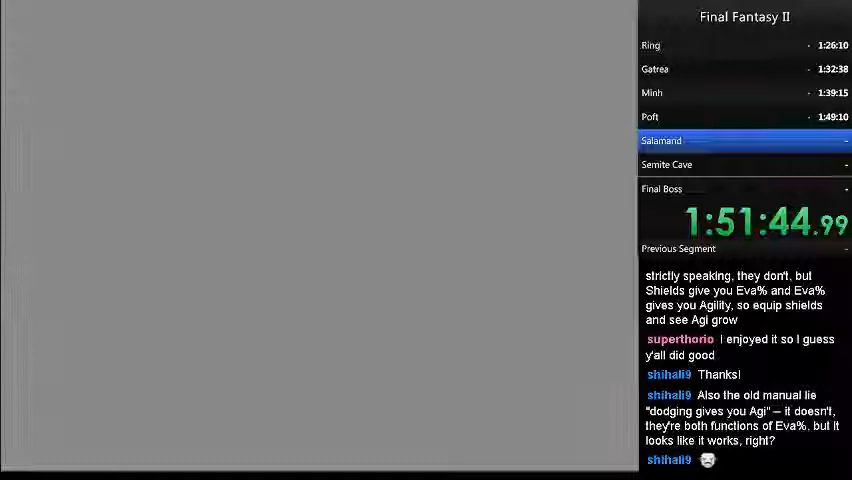 Final Fantasy II
Ring - 1:26:10
Gatrea - 1:32:38
Minh - 1:39:15
Poft - 1:49:10
Salamand -
Semite Cave -
Final Boss -
1:51:44.99
Previous Segment -
strictly speaking, they don't, but
Shields give you Eva% and Eva%
gives you Agility, so equip shields
and see Agi grow
superthorio I enjoyed it so I guess
y'all did good
shihali9 Thanks!
shihali9 Also the old manual lie
"dodging gives you Agi" — it doesn't,
they're both functions of Eva%, but it
looks like it works, right?
shihali9